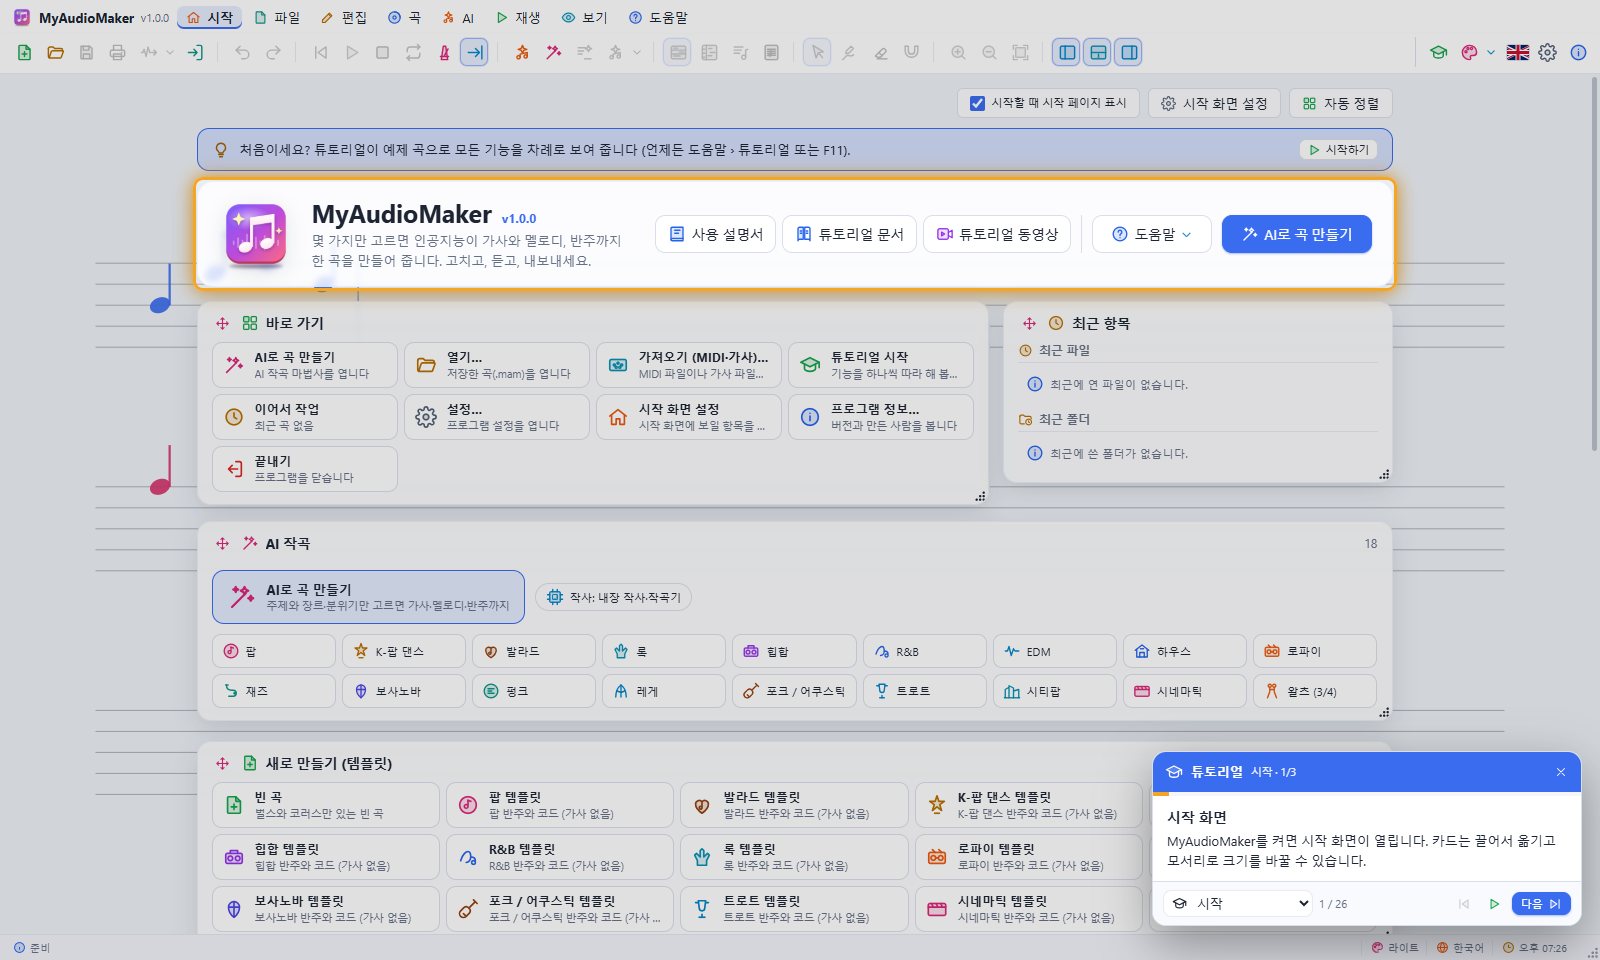 MyAudioMaker v1.0.0 시작 파일 편집 곡 AI 재생 보기 도움말
시작할 때 시작 페이지 표시 시작 화면 설정 자동 정렬
처음이세요? 튜토리얼이 예제 곡으로 모든 기능을 차례로 보여 줍니다 (언제든 도움말 › 튜토리얼 또는 F11). 시작하기
MyAudioMaker v1.0.0
몇 가지만 고르면 인공지능이 가사와 멜로디, 반주까지
한 곡을 만들어 줍니다. 고치고, 듣고, 내보내세요.
사용 설명서 튜토리얼 문서 튜토리얼 동영상 도움말 AI로 곡 만들기
바로 가기
AI로 곡 만들기
AI 작곡 마법사를 엽니다
열기...
저장한 곡(.mam)을 엽니다
가져오기 (MIDI·가사)...
MIDI 파일이나 가사 파일...
튜토리얼 시작
기능을 하나씩 따라 해 봅...
이어서 작업
최근 곡 없음
설정...
프로그램 설정을 엽니다
시작 화면 설정
시작 화면에 보일 항목을 ...
프로그램 정보...
버전과 만든 사람을 봅니다
끝내기
프로그램을 닫습니다
최근 항목
최근 파일
최근에 연 파일이 없습니다.
최근 폴더
최근에 쓴 폴더가 없습니다.
AI 작곡 18
AI로 곡 만들기
주제와 장르·분위기만 고르면 가사·멜로디·반주까지
작사: 내장 작사·작곡기
팝 K-팝 댄스 발라드 록 힙합 R&B EDM 하우스 로파이
재즈 보사노바 펑크 레게 포크 / 어쿠스틱 트로트 시티팝 시네마틱 왈츠 (3/4)
새로 만들기 (템플릿)
빈 곡
벌스와 코러스만 있는 빈 곡
팝 템플릿
팝 반주와 코드 (가사 없음)
발라드 템플릿
발라드 반주와 코드 (가사 없음)
K-팝 댄스 템플릿
K-팝 댄스 반주와 코드 (가사 없음)
힙합 템플릿
힙합 반주와 코드 (가사 없음)
R&B 템플릿
R&B 반주와 코드 (가사 없음)
록 템플릿
록 반주와 코드 (가사 없음)
로파이 템플릿
로파이 반주와 코드 (가사 없음)
보사노바 템플릿
보사노바 반주와 코드 (가사 없음)
포크 / 어쿠스틱 템플릿
포크 / 어쿠스틱 반주와 코드 (가사 ...
트로트 템플릿
트로트 반주와 코드 (가사 없음)
시네마틱 템플릿
시네마틱 반주와 코드 (가사 없음)
튜토리얼 시작 · 1/3
시작 화면
MyAudioMaker를 켜면 시작 화면이 열립니다. 카드는 끌어서 옮기고
모서리로 크기를 바꿀 수 있습니다.
시작 1 / 26 다음
준비 라이트 한국어 오후 07:26